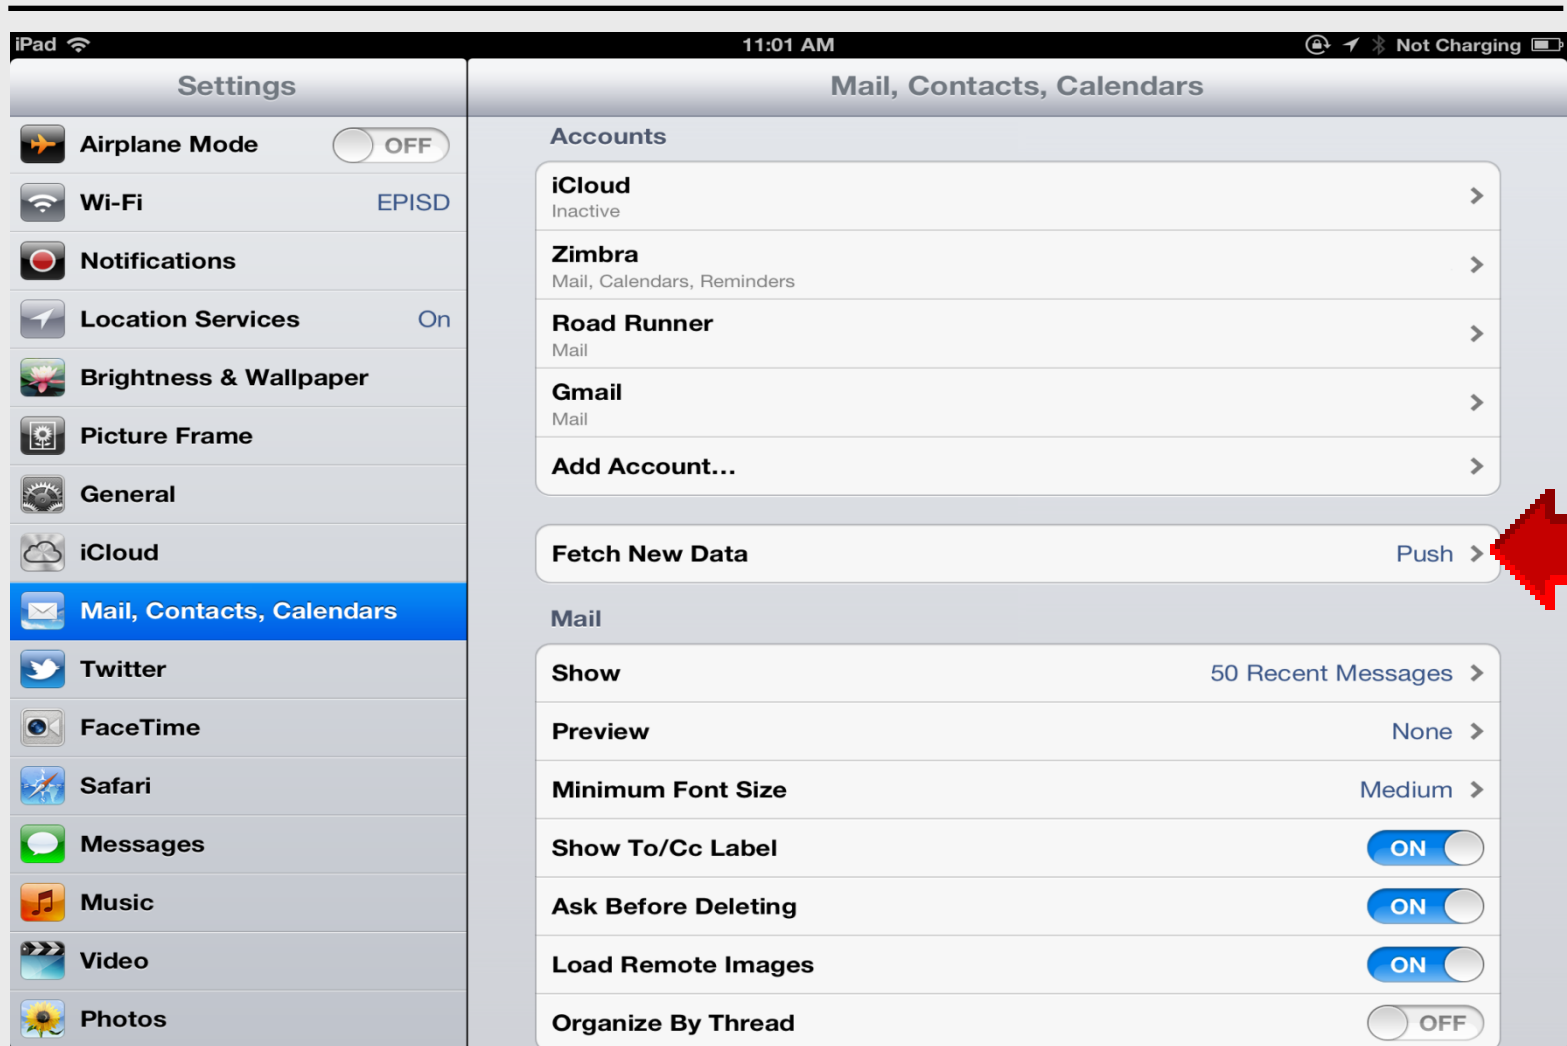 iPad 11:01 AM Not Charging
Settings
Airplane Mode OFF
Wi-Fi EPISD
Notifications
Location Services On
Brightness & Wallpaper
Picture Frame
General
iCloud
Mail, Contacts, Calendars
Twitter
FaceTime
Safari
Messages
Music
Video
Photos
Mail, Contacts, Calendars
Accounts
iCloud
Inactive
Zimbra
Mail, Calendars, Reminders
Road Runner
Mail
Gmail
Mail
Add Account...
Fetch New Data Push
Mail
Show 50 Recent Messages
Preview None
Minimum Font Size Medium
Show To/Cc Label ON
Ask Before Deleting ON
Load Remote Images ON
Organize By Thread OFF